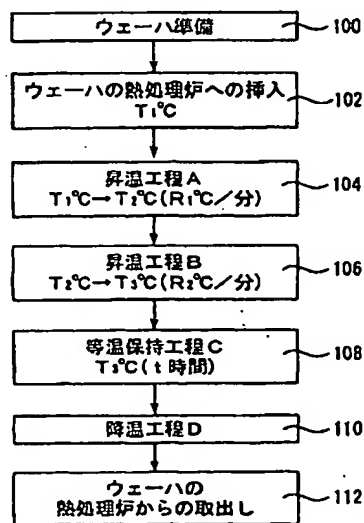 ウェーハ準備
100
ウェーハの熱処理炉への挿入
T₁℃
102
昇温工程A
T₁℃→T₂℃(R₁℃/分)
104
昇温工程B
T₂℃→T₃℃(R₂℃/分)
106
等温保持工程C
T₃℃(t時間)
108
降温工程D
110
ウェーハの
熱処理炉からの取出し
112